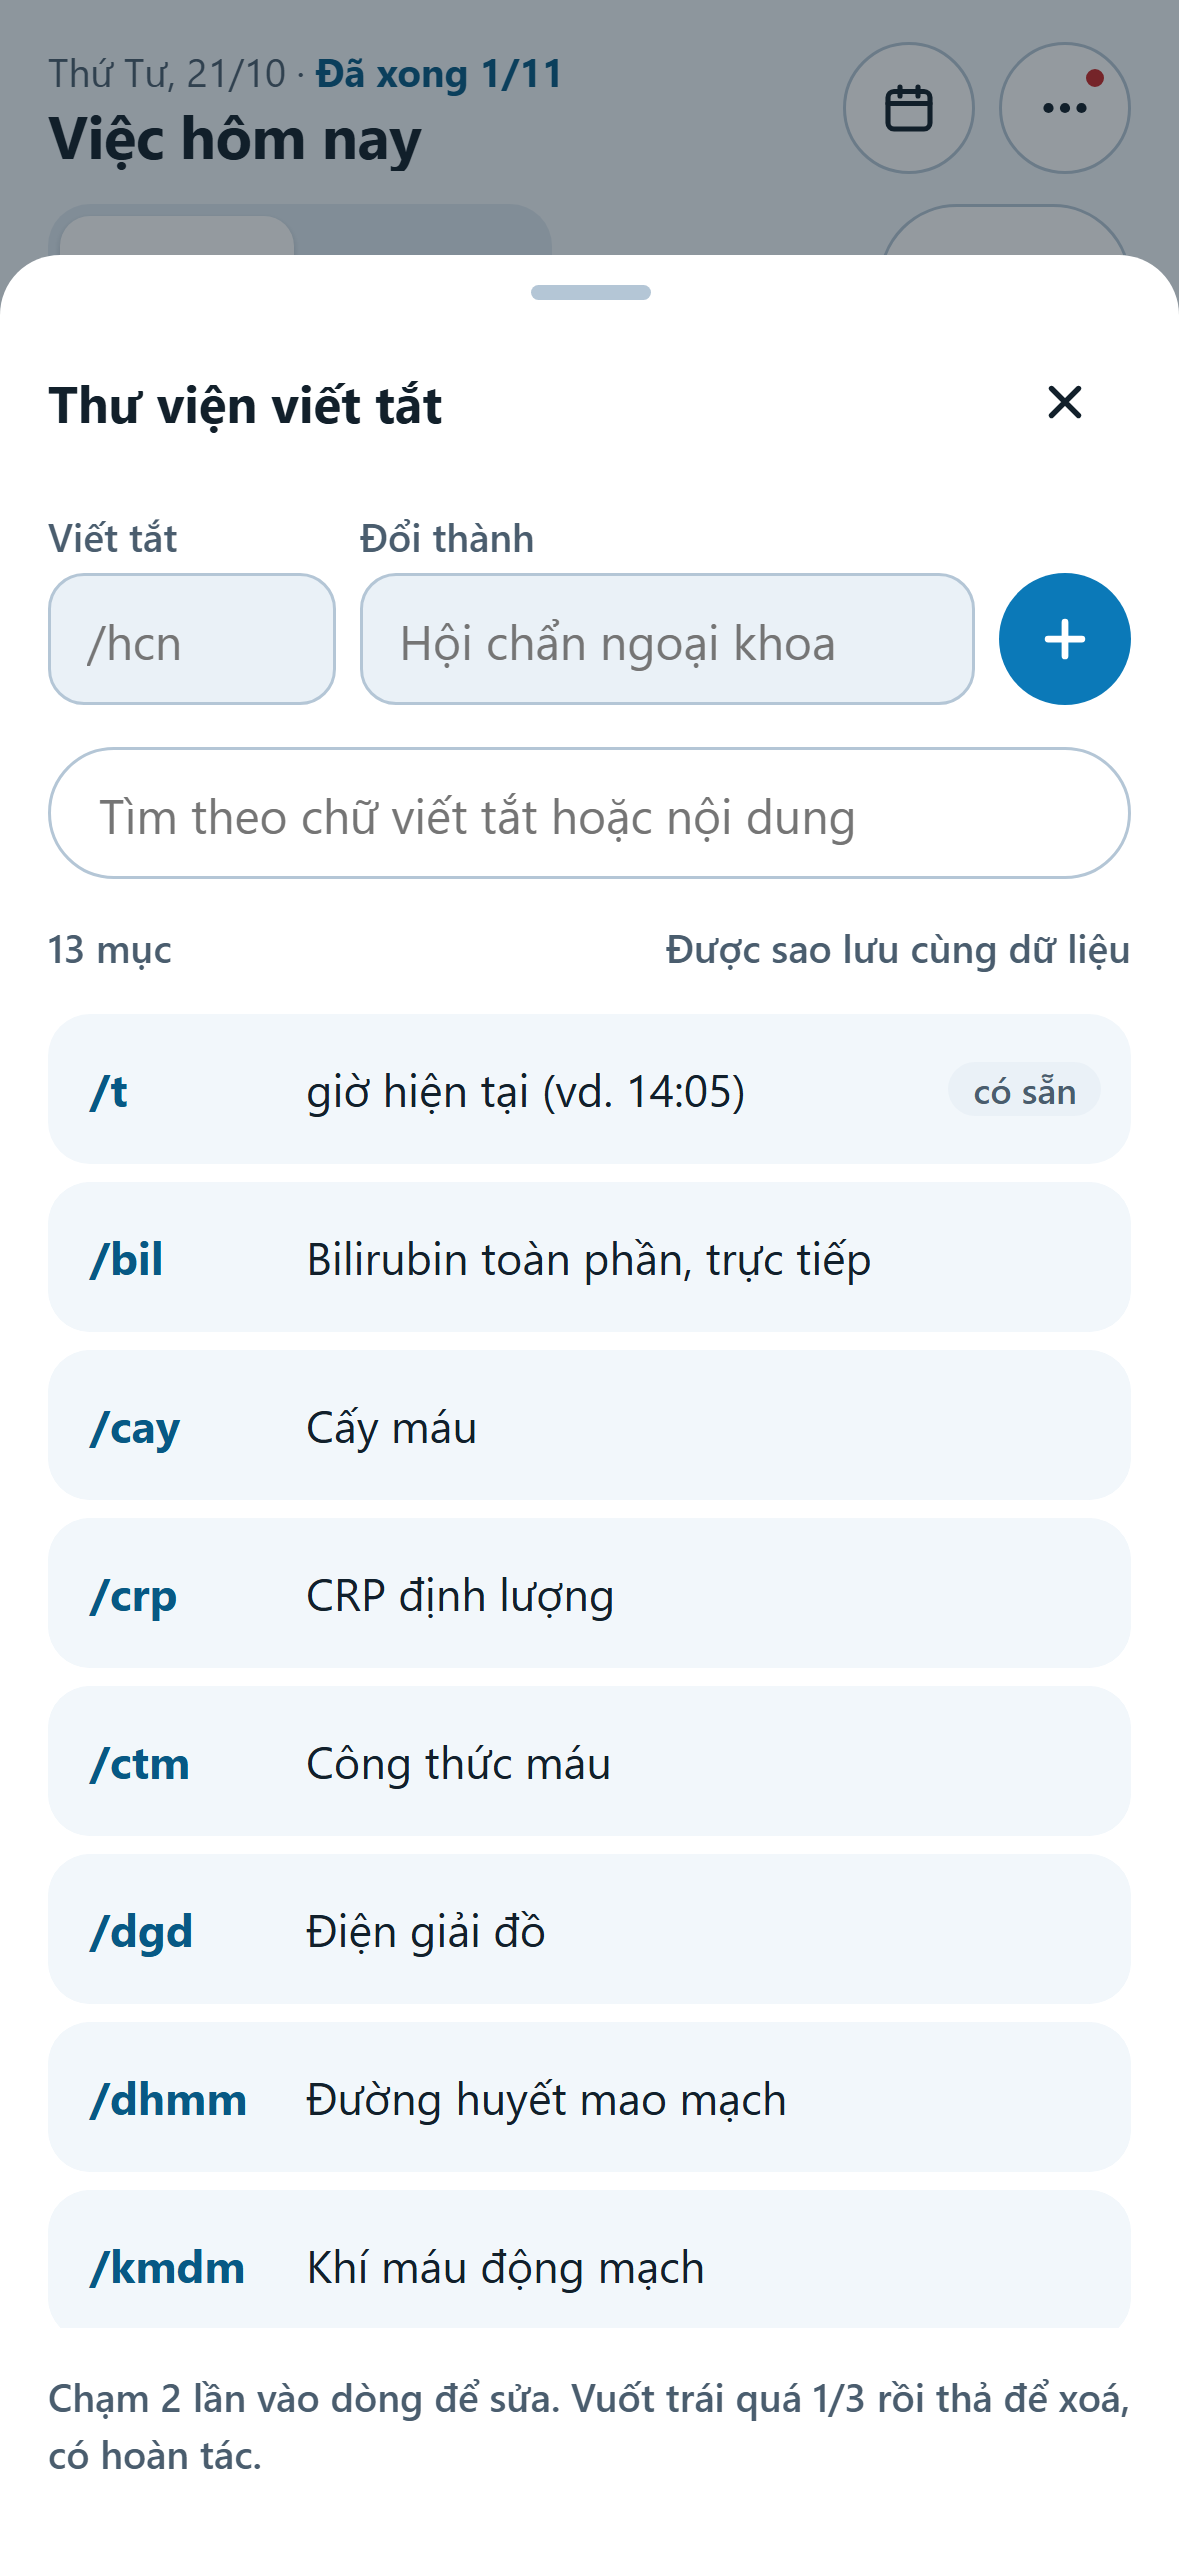 Thứ Tư, 21/10 · Đã xong 1/11
Việc hôm nay
Thư viện viết tắt
Viết tắt
Đổi thành
/hcn
Hội chẩn ngoại khoa
Tìm theo chữ viết tắt hoặc nội dung
13 mục
Được sao lưu cùng dữ liệu
/t giờ hiện tại (vd. 14:05) có sẵn
/bil Bilirubin toàn phần, trực tiếp
/cay Cấy máu
/crp CRP định lượng
/ctm Công thức máu
/dgd Điện giải đồ
/dhmm Đường huyết mao mạch
/kmdm Khí máu động mạch
Chạm 2 lần vào dòng để sửa. Vuốt trái quá 1/3 rồi thả để xoá,
có hoàn tác.